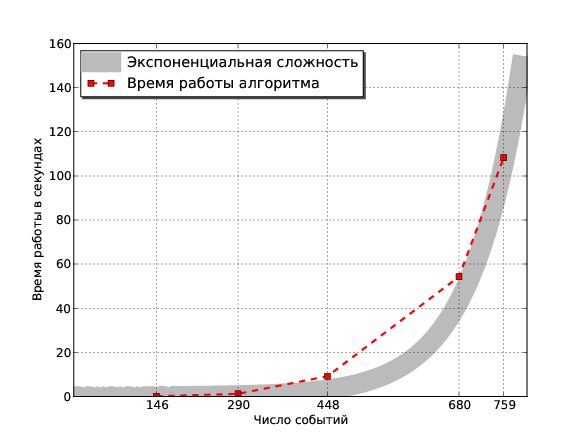 160
Экспоненциальная сложность
Время работы алгоритма
140
120
100
80
60
40
20
0
Время работы в секундах
146 290 448 680 759
Число событий